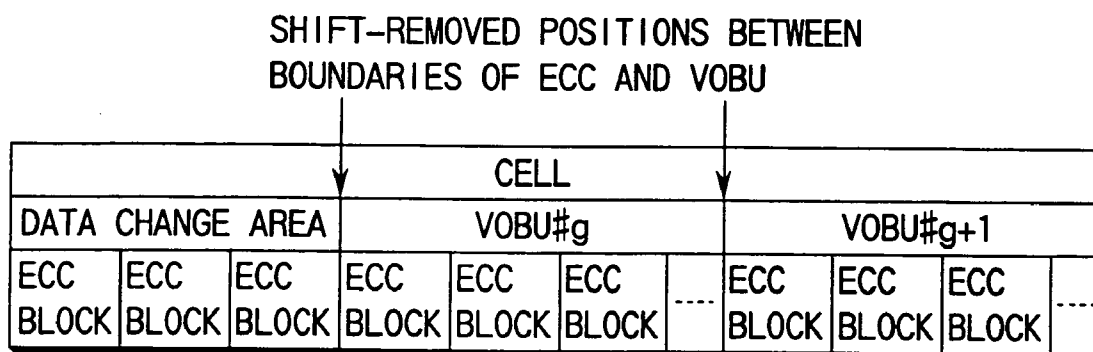 SHIFT-REMOVED POSITIONS BETWEEN
BOUNDARIES OF ECC AND VOBU
CELL
DATA CHANGE AREA VOBU#g VOBU#g+1
ECC ECC ECC ECC ECC ECC ECC ECC ECC
BLOCK BLOCK BLOCK BLOCK BLOCK BLOCK ---- BLOCK BLOCK BLOCK ----